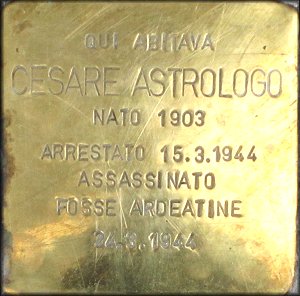 QUI ABITAVA
CESARE ASTROLOGO
NATO 1903
ARRESTATO 15.3.1944
ASSASSINATO
FOSSE ARDEATINE
24.3.1944